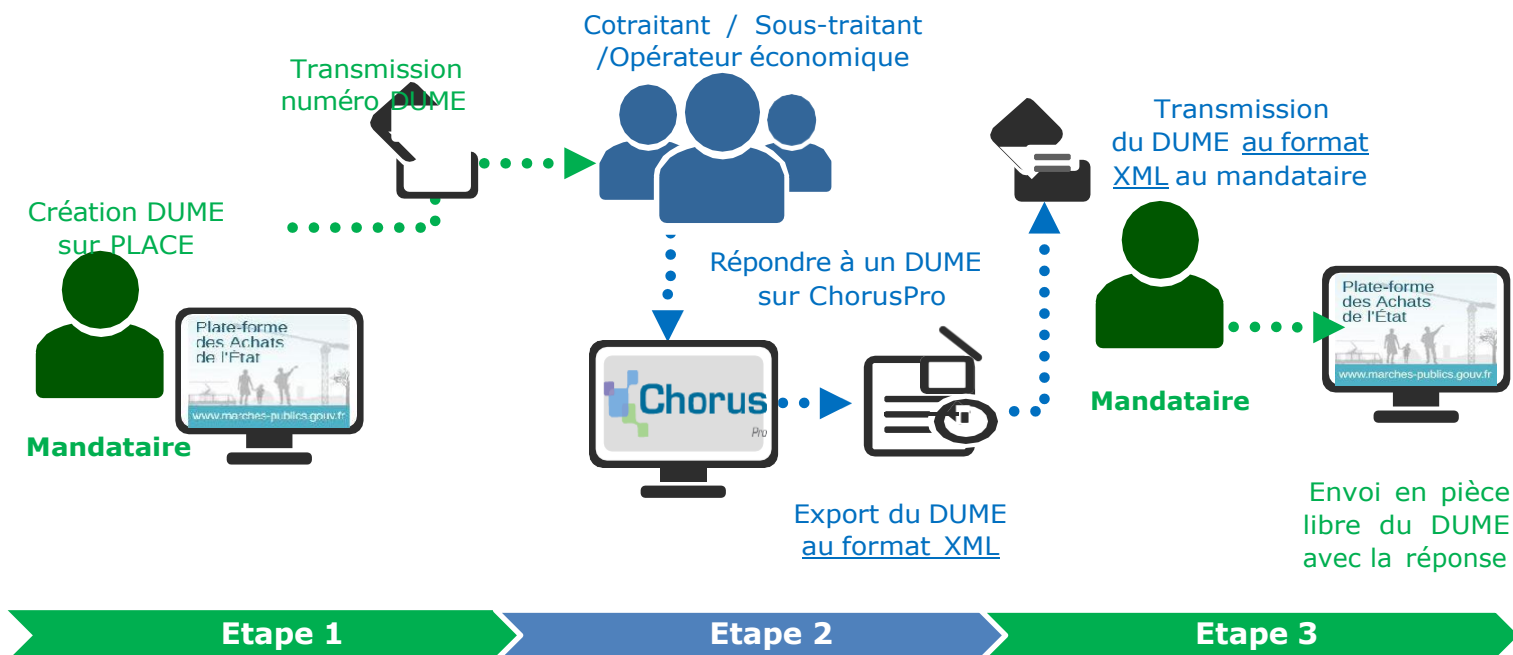 Cotraitant / Sous-traitant
/Opérateur économique
Transmission
numéro DUME
Création DUME
sur PLACE
Plate-forme
des Achats
de l'État
www.marches-publics.gouv.fr
Mandataire
Répondre à un DUME
sur ChorusPro
Chorus
Pro
Export du DUME
au format XML
Transmission
du DUME au format
XML au mandataire
Mandataire
Plate-forme
des Achats
de l'État
www.marches-publics.gouv.fr
Envoi en pièce
libre du DUME
avec la réponse
Etape 1
Etape 2
Etape 3